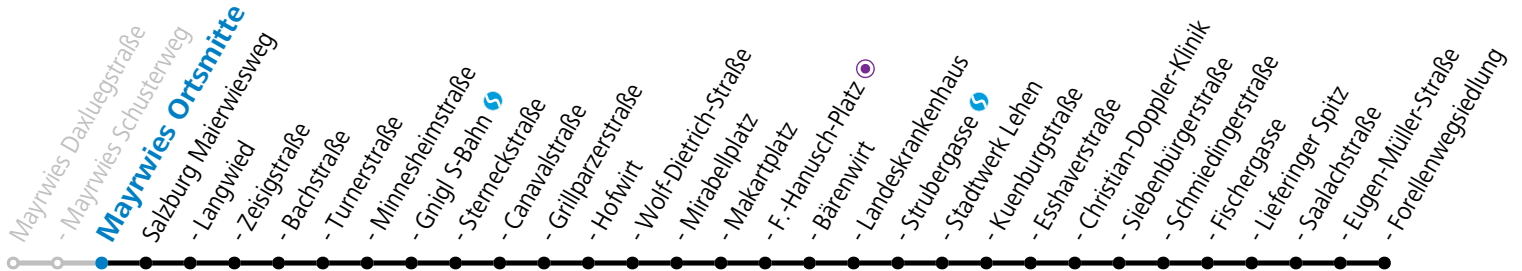 Mayrwies Daxluegstraße
- Mayrwies Schusterweg
Mayrwies Ortsmitte
Salzburg Maierwiesweg
- Langwied
- Zeisigstraße
- Bachstraße
- Turnerstraße
- Minnesheimstraße
- Gnigl S-Bahn
- Sterneckstraße
- Canavalstraße
- Grillparzerstraße
- Hofwirt
- Wolf-Dietrich-Straße
- Mirabellplatz
- Makartplatz
- F.-Hanusch-Platz
- Bärenwirt
- Landeskrankenhaus
- Strubergasse
- Stadtwerk Lehen
- Kuenburgstraße
- Esshaverstraße
- Christian-Doppler-Klinik
- Siebenbürgerstraße
- Schmiedingerstraße
- Fischergasse
- Lieferinger Spitz
- Saalachstraße
- Eugen-Müller-Straße
- Forellenwegsiedlung